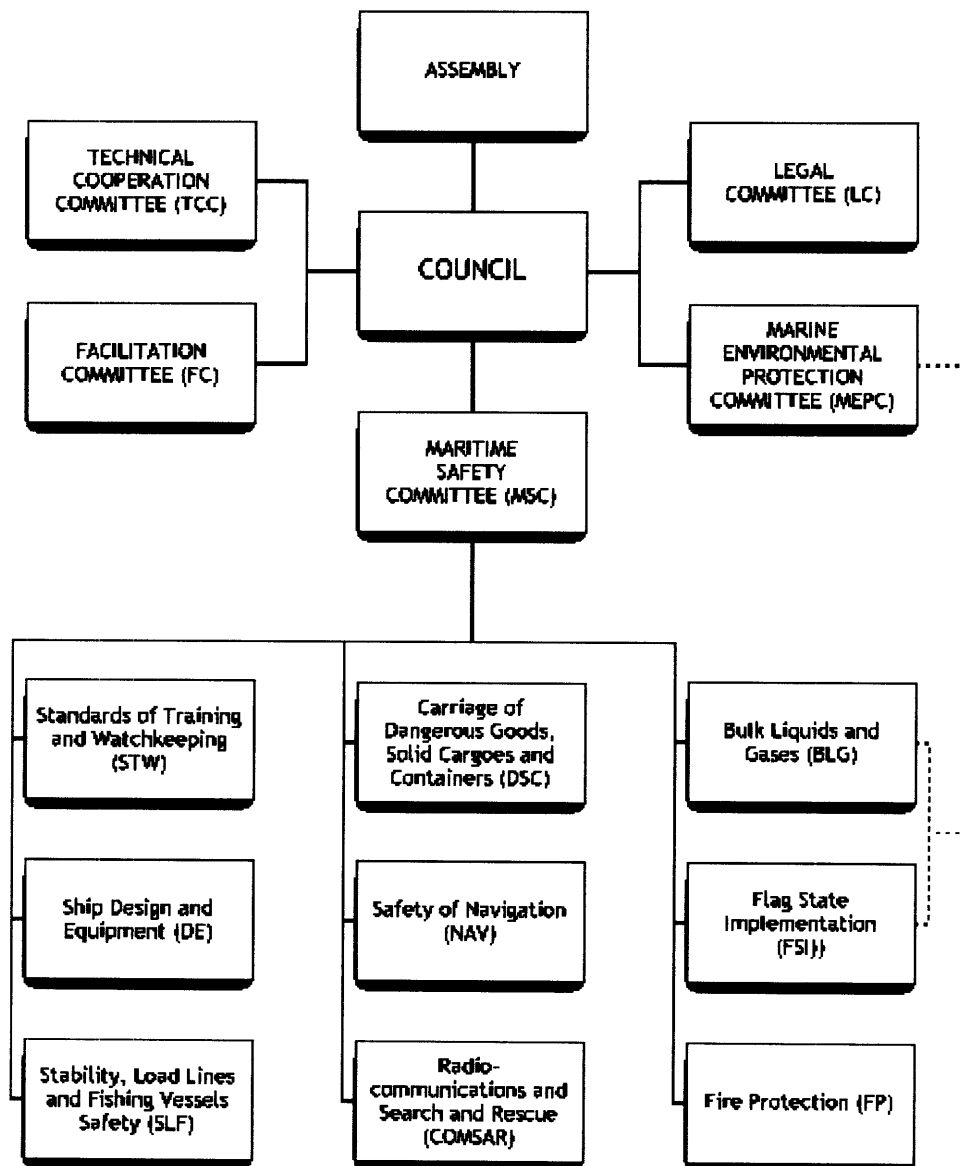 ASSEMBLY
TECHNICAL
COOPERATION
COMMITTEE (TCC)
LEGAL
COMMITTEE (LC)
COUNCIL
FACILITATION
COMMITTEE (FC)
MARINE
ENVIRONMENTAL
PROTECTION
COMMITTEE (MEPC)
MARITIME
SAFETY
COMMITTEE (MSC)
Standards of Training
and Watchkeeping
(STW)
Carriage of
Dangerous Goods,
Solid Cargoes and
Containers (DSC)
Bulk Liquids and
Gases (BLG)
Ship Design and
Equipment (DE)
Safety of Navigation
(NAV)
Flag State
Implementation
(FSI))
Stability, Load Lines
and Fishing Vessels
Safety (SLF)
Radio-
communications and
Search and Rescue
(COMSAR)
Fire Protection (FP)